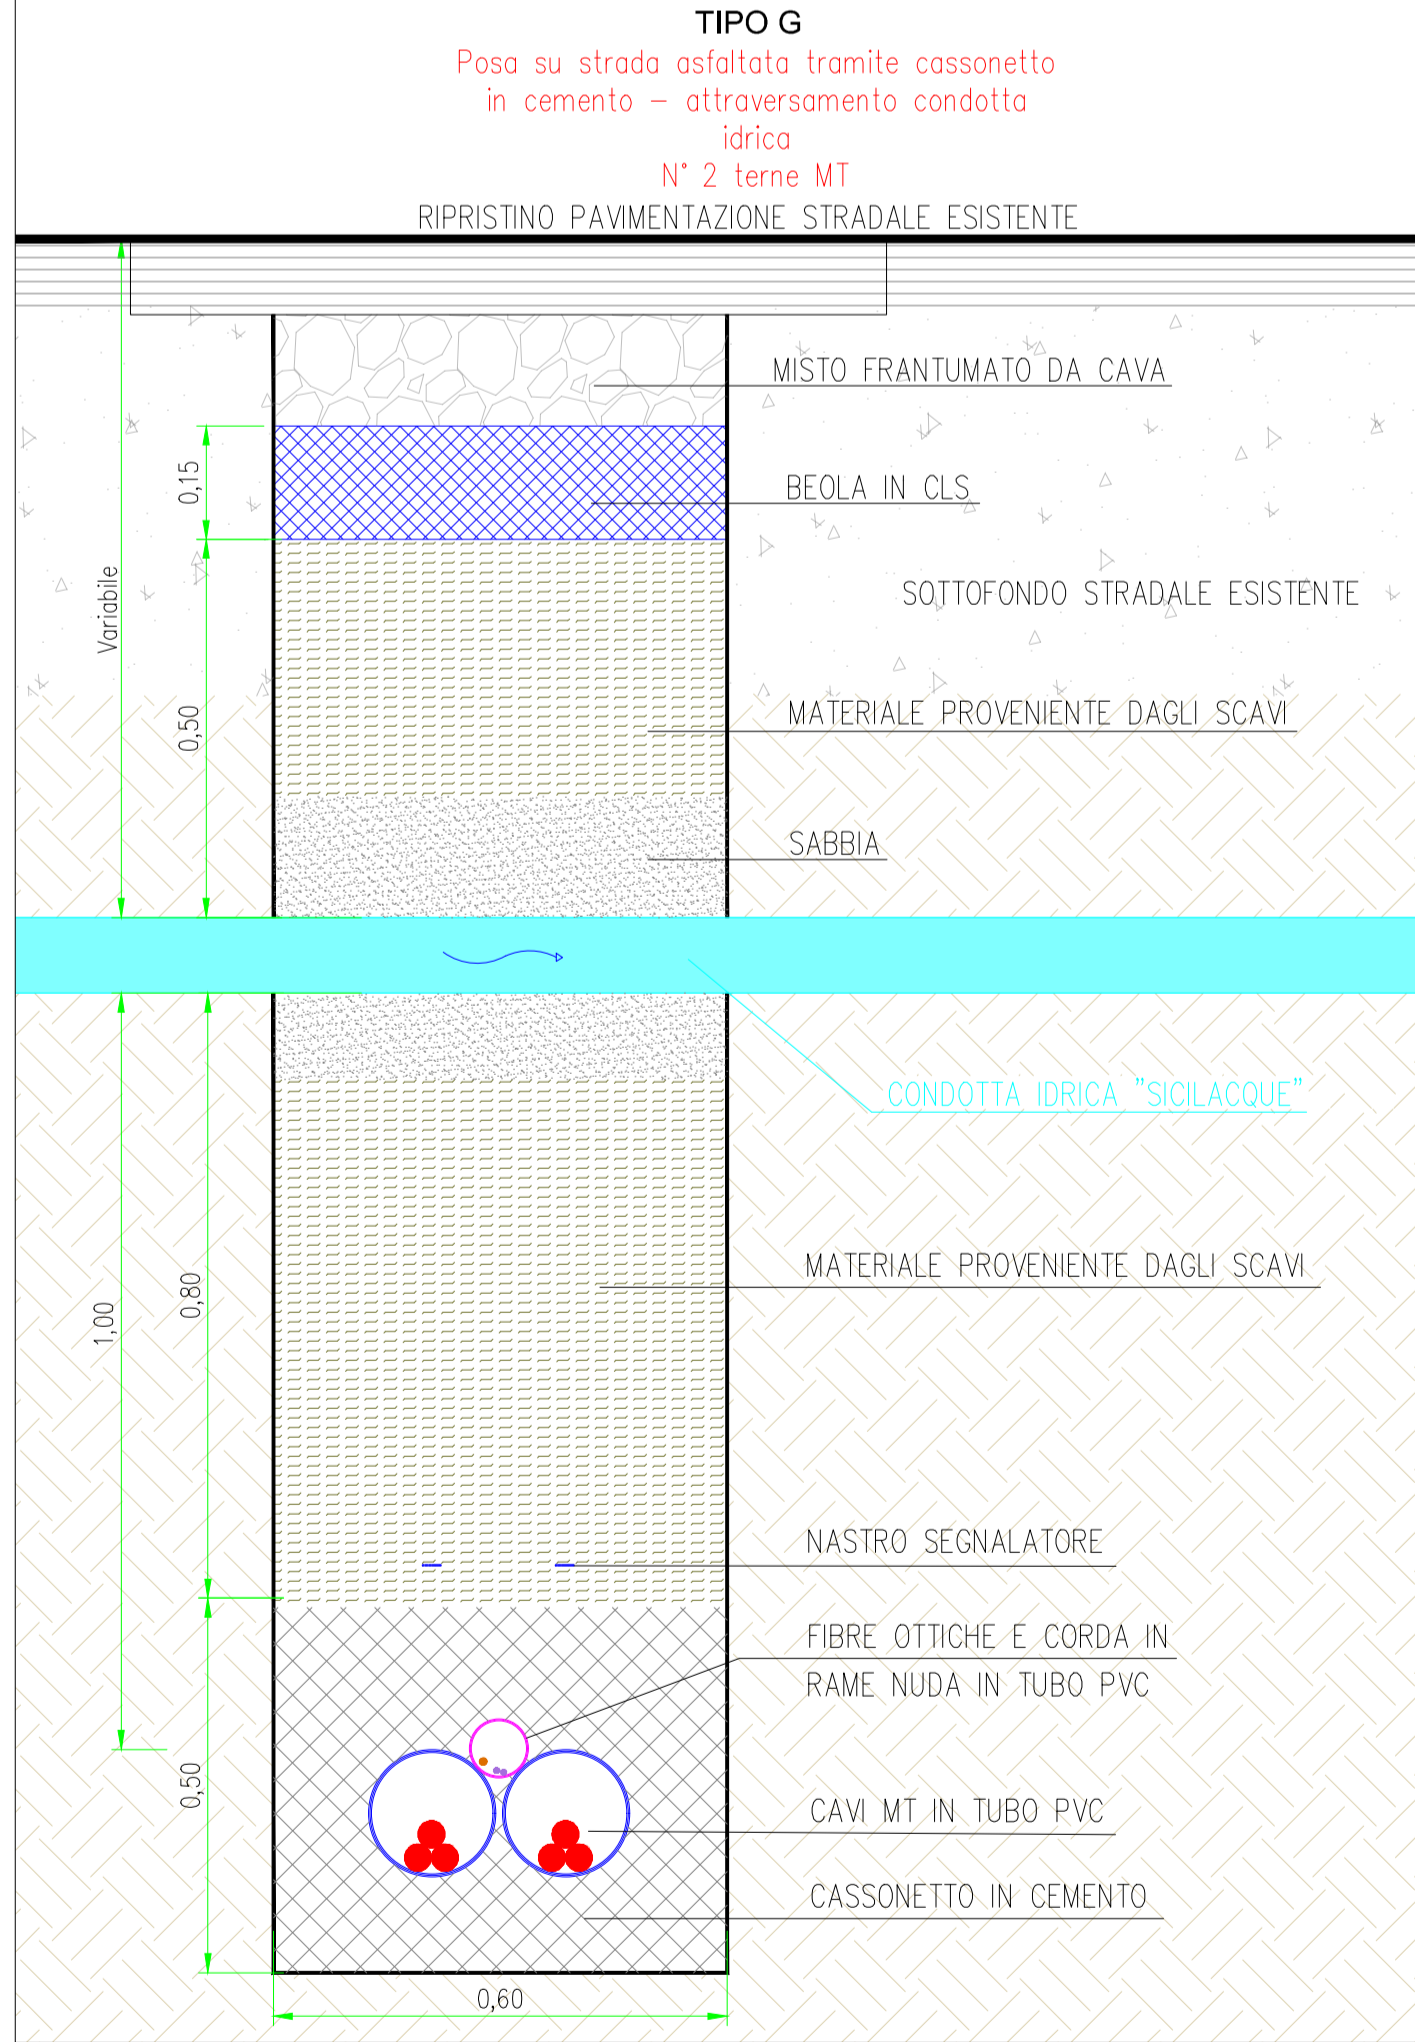 TIPO G
Posa su strada asfaltata tramite cassonetto
in cemento – attraversamento condotta
idrica
N° 2 terne MT
RIPRISTINO PAVIMENTAZIONE STRADALE ESISTENTE
MISTO FRANTUMATO DA CAVA
0,15
BEOLA IN CLS
Variabile
SOTTOFONDO STRADALE ESISTENTE
0,50
MATERIALE PROVENIENTE DAGLI SCAVI
SABBIA
CONDOTTA IDRICA "SICILACQUE"
MATERIALE PROVENIENTE DAGLI SCAVI
0,80
1,00
NASTRO SEGNALATORE
FIBRE OTTICHE E CORDA IN
RAME NUDA IN TUBO PVC
0,50
CAVI MT IN TUBO PVC
CASSONETTO IN CEMENTO
0,60